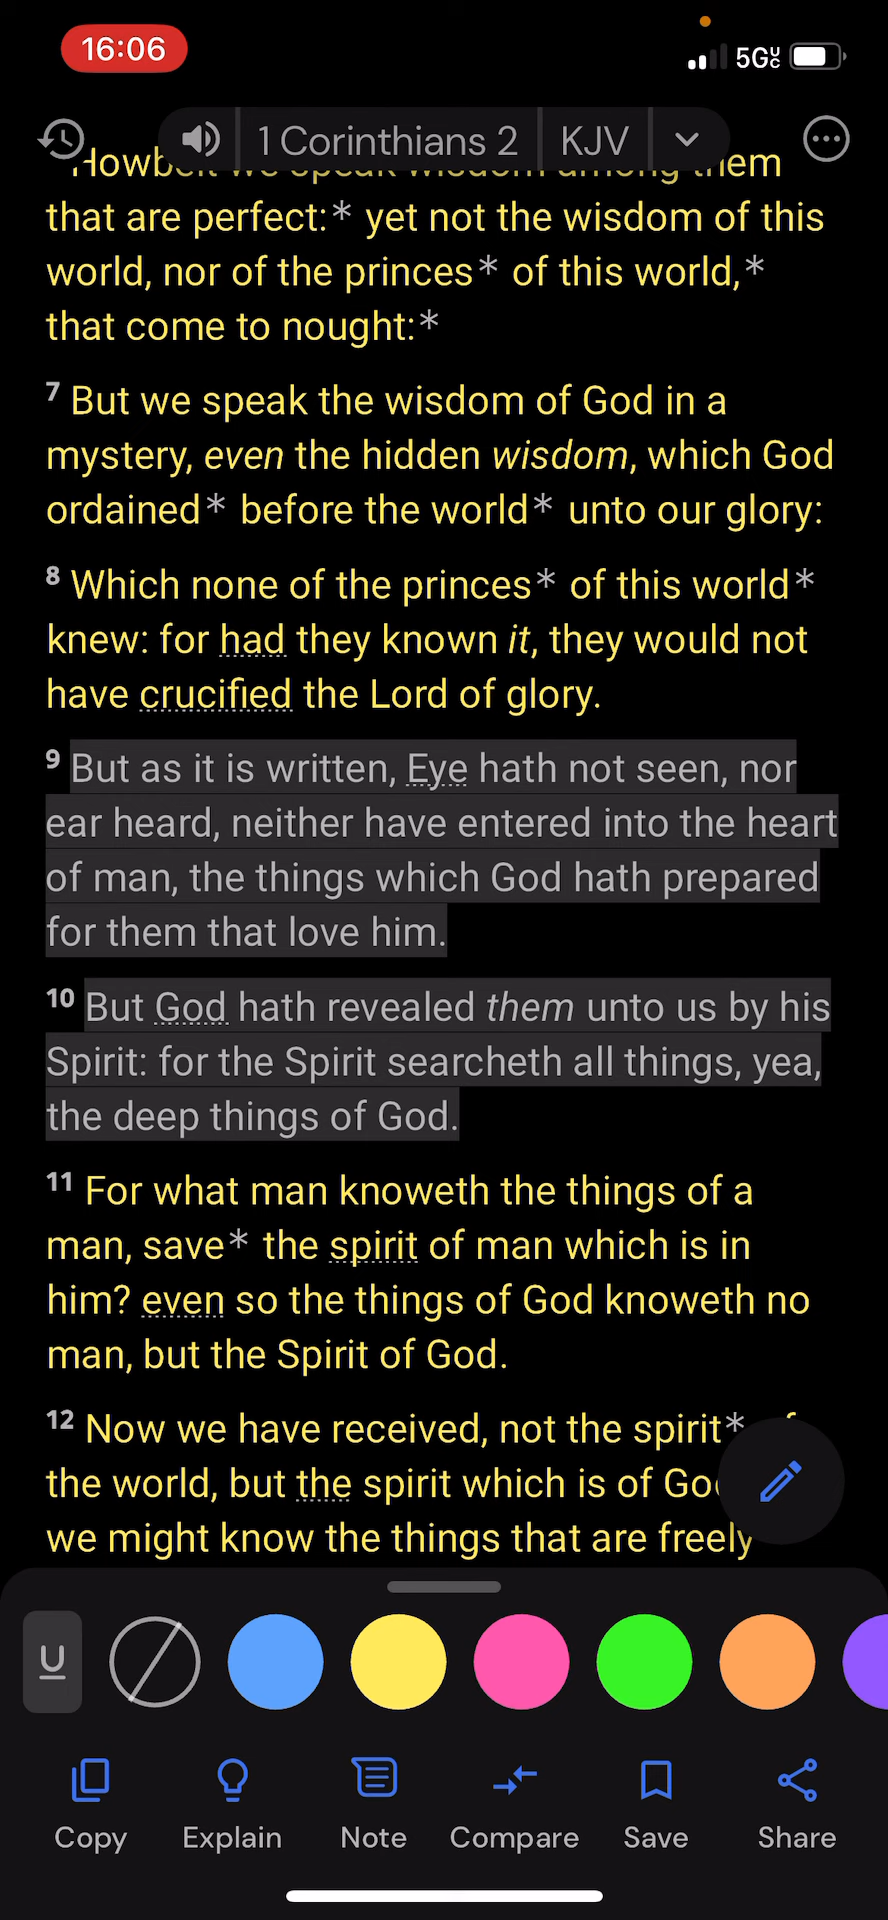 16:06
5G
1 Corinthians 2
KJV
them
that are perfect:* yet not the wisdom of this
world, nor of the princes* of this world,*
that come to nought:*
7 But we speak the wisdom of God in a
mystery, even the hidden wisdom, which God
ordained* before the world* unto our glory:
8 Which none of the princes* of this world*
knew: for had they known it, they would not
have crucified the Lord of glory.
9 But as it is written, Eye hath not seen, nor
ear heard, neither have entered into the heart
of man, the things which God hath prepared
for them that love him.
10 But God hath revealed them unto us by his
Spirit: for the Spirit searcheth all things, yea,
the deep things of God.
11 For what man knoweth the things of a
man, save* the spirit of man which is in
him? even so the things of God knoweth no
man, but the Spirit of God.
12 Now we have received, not the spirit*
the world, but the spirit which is of
we might know the things that are freely
U
Copy
Explain
Note
Compare
Save
Share